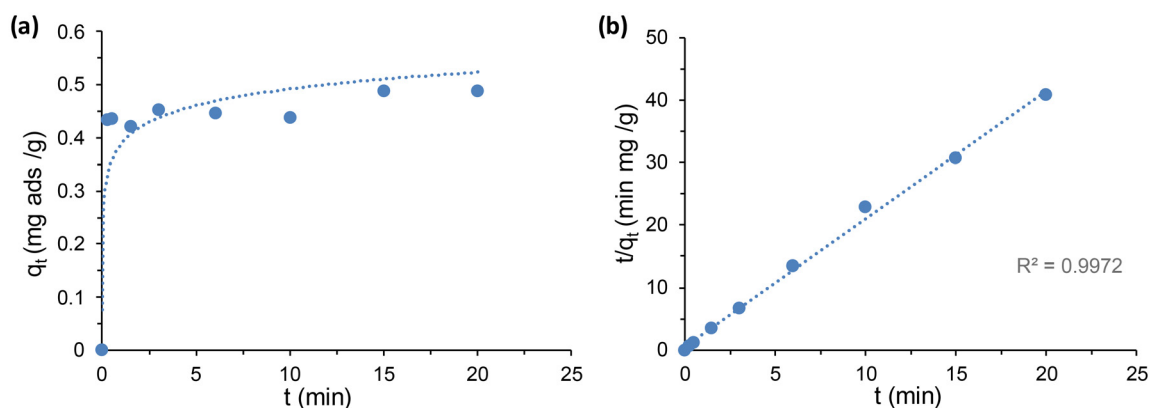 (a)
0.6
0.5
0.4
0.3
0.2
0.1
0
0 5 10 15 20 25
q_t (mg ads /g)
t (min)
(b)
50
40
30
20
10
0
0 5 10 15 20 25
t/q_t (min mg /g)
t (min)
R² = 0.9972